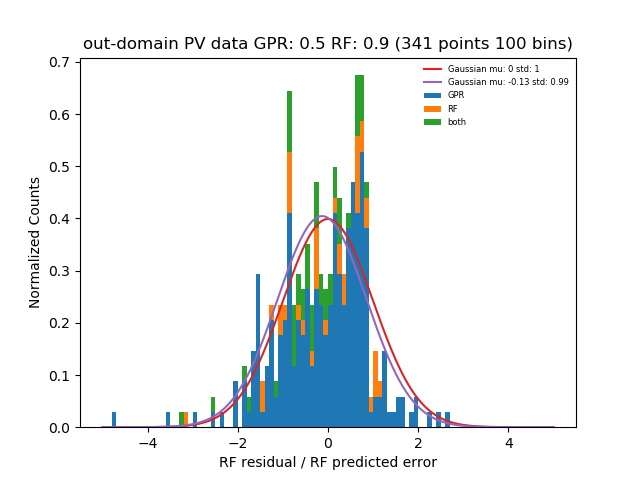 out-domain PV data GPR: 0.5 RF: 0.9 (341 points 100 bins)
Gaussian mu: 0 std: 1
Gaussian mu: -0.13 std: 0.99
GPR
RF
both
Normalized Counts
0.7
0.6
0.5
0.4
0.3
0.2
0.1
0.0
−4
−2
0
2
4
RF residual / RF predicted error